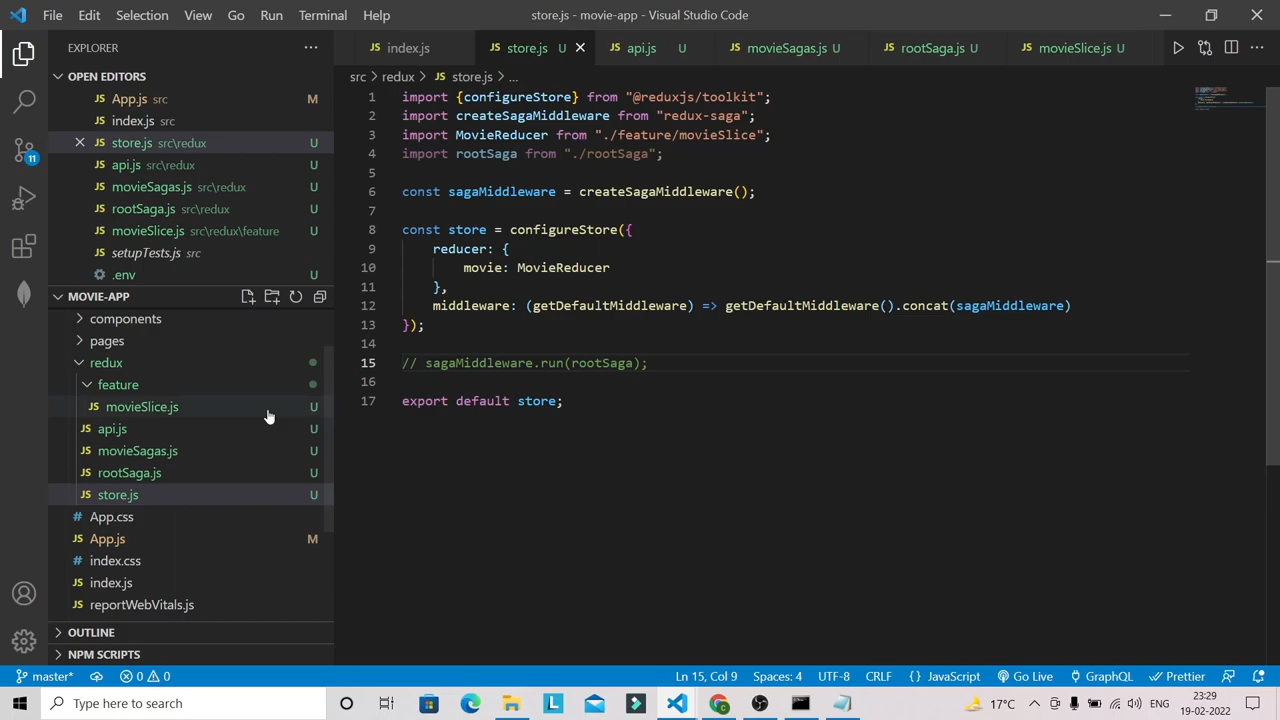 File Edit Selection View Go Run Terminal Help store.js - movie-app - Visual Studio Code
EXPLORER
index.js
store.js U
api.js U
movieSagas.js U
rootSaga.js U
movieSlice.js U
OPEN EDITORS
App.js src M
index.js src
store.js src\redux U
api.js src\redux U
movieSagas.js src\redux U
rootSaga.js src\redux U
movieSlice.js src\redux\feature U
setupTests.js src
.env U
MOVIE-APP
components
pages
redux
feature
movieSlice.js U
api.js U
movieSagas.js U
rootSaga.js U
store.js U
App.css
App.js M
index.css
index.js
reportWebVitals.js
OUTLINE
NPM SCRIPTS
src > redux > JS store.js > ...
1 import {configureStore} from "@reduxjs/toolkit";
2 import createSagaMiddleware from "redux-saga";
3 import MovieReducer from "./feature/movieSlice";
4 import rootSaga from "./rootSaga";
5
6 const sagaMiddleware = createSagaMiddleware();
7
8 const store = configureStore({
9 reducer: {
10 movie: MovieReducer
11 },
12 middleware: (getDefaultMiddleware) => getDefaultMiddleware().concat(sagaMiddleware)
13 });
14
15 // sagaMiddleware.run(rootSaga);
16
17 export default store;
11
master* 0 0 Ln 15, Col 9 Spaces: 4 UTF-8 CRLF JavaScript Go Live GraphQL Prettier
Type here to search
17°C ENG
23:29
19-02-2022